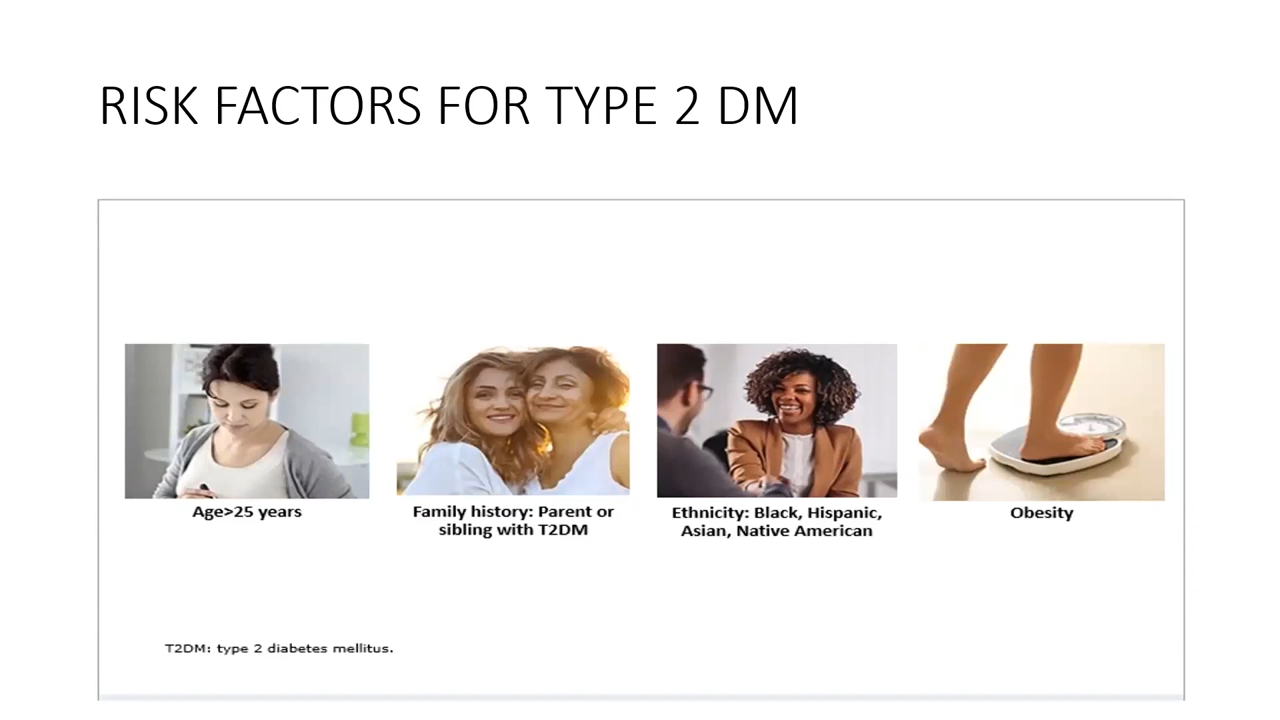 RISK FACTORS FOR TYPE 2 DM
Age>25 years
Family history: Parent or
sibling with T2DM
Ethnicity: Black, Hispanic,
Asian, Native American
Obesity
T2DM: type 2 diabetes mellitus.